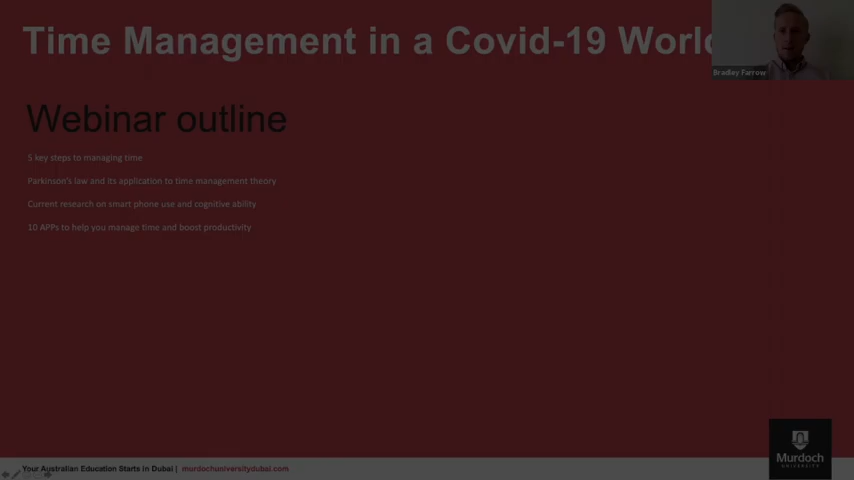 Time Management in a Covid-19 World
Bradley Farrow
Webinar outline
5 key steps to managing time
Parkinson's law and its application to time management theory
Current research on smart phone use and cognitive ability
10 APPs to help you manage time and boost productivity
Your Australian Education Starts in Dubai | murdochuniversitydubai.com
Murdoch
UNIVERSITY